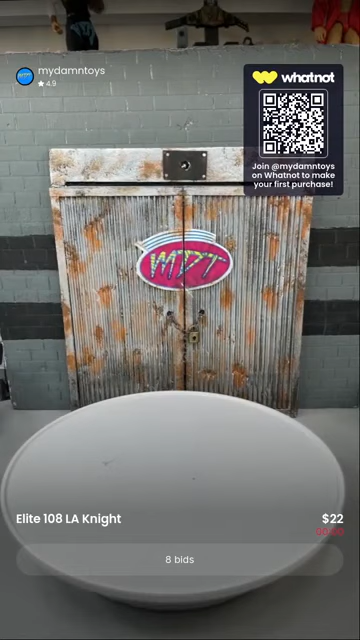 mydamntoys
4.9
whatnot
Join @mydamntoys
on Whatnot to make
your first purchase!
MDT
Elite 108 LA Knight
$22
8 bids